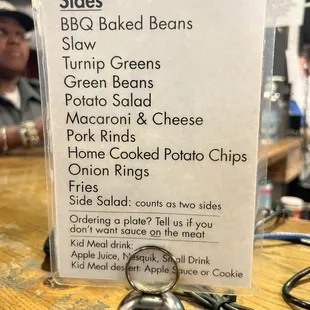 Sides
BBQ Baked Beans
Slaw
Turnip Greens
Green Beans
Potato Salad
Macaroni & Cheese
Pork Rinds
Home Cooked Potato Chips
Onion Rings
Fries
Side Salad: counts as two sides
Ordering a plate? Tell us if you
don't want sauce on the meat
Kid Meal drink:
Apple Juice, Nesquik, Small Drink
Kid Meal dessert: Apple Sauce or Cookie